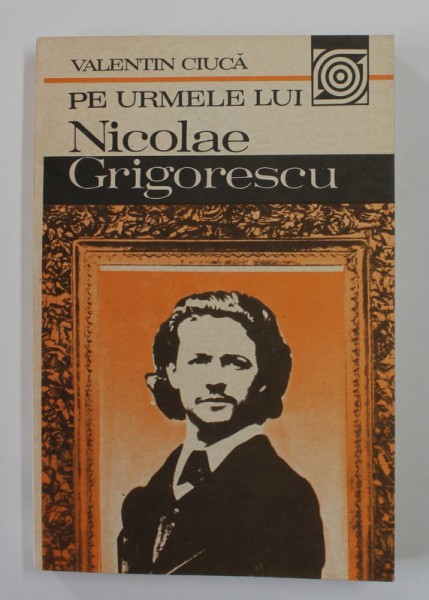 VALENTIN CIUCĂ
PE URMELE LUI
Nicolae
Grigorescu